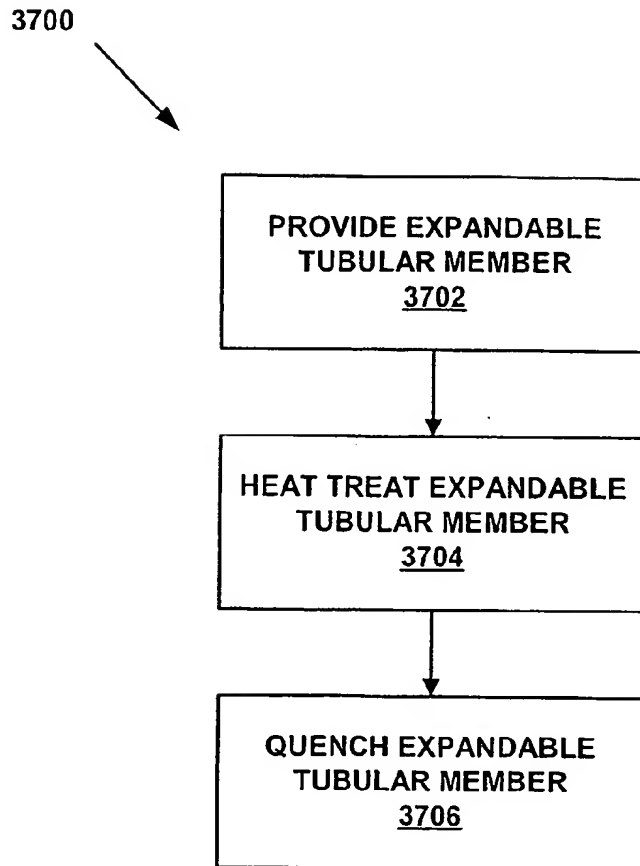 3700
PROVIDE EXPANDABLE
TUBULAR MEMBER
3702
HEAT TREAT EXPANDABLE
TUBULAR MEMBER
3704
QUENCH EXPANDABLE
TUBULAR MEMBER
3706